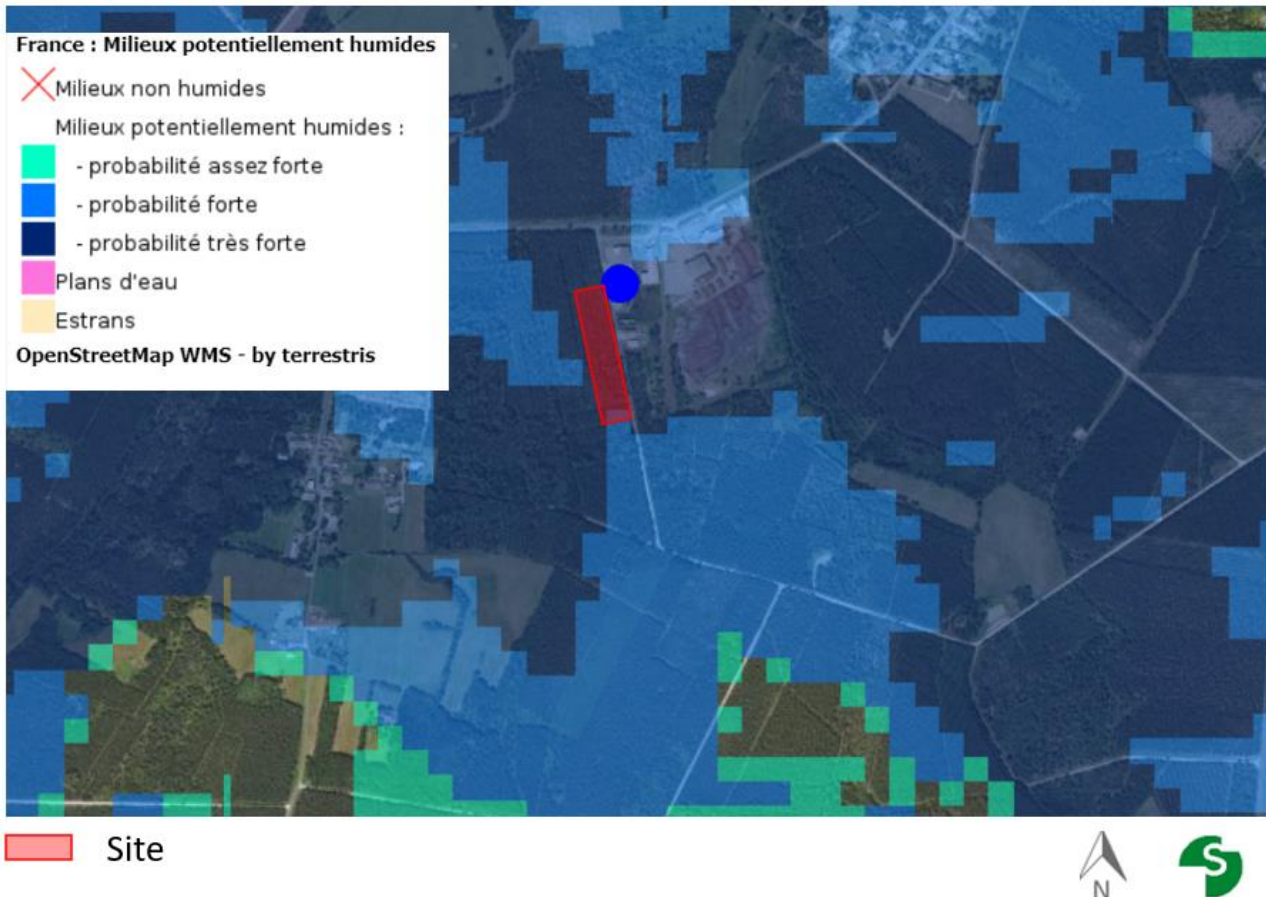 France : Milieux potentiellement humides
Milieux non humides
Milieux potentiellement humides :
- probabilité assez forte
- probabilité forte
- probabilité très forte
Plans d'eau
Estrans
OpenStreetMap WMS - by terrestris
Site
N
S